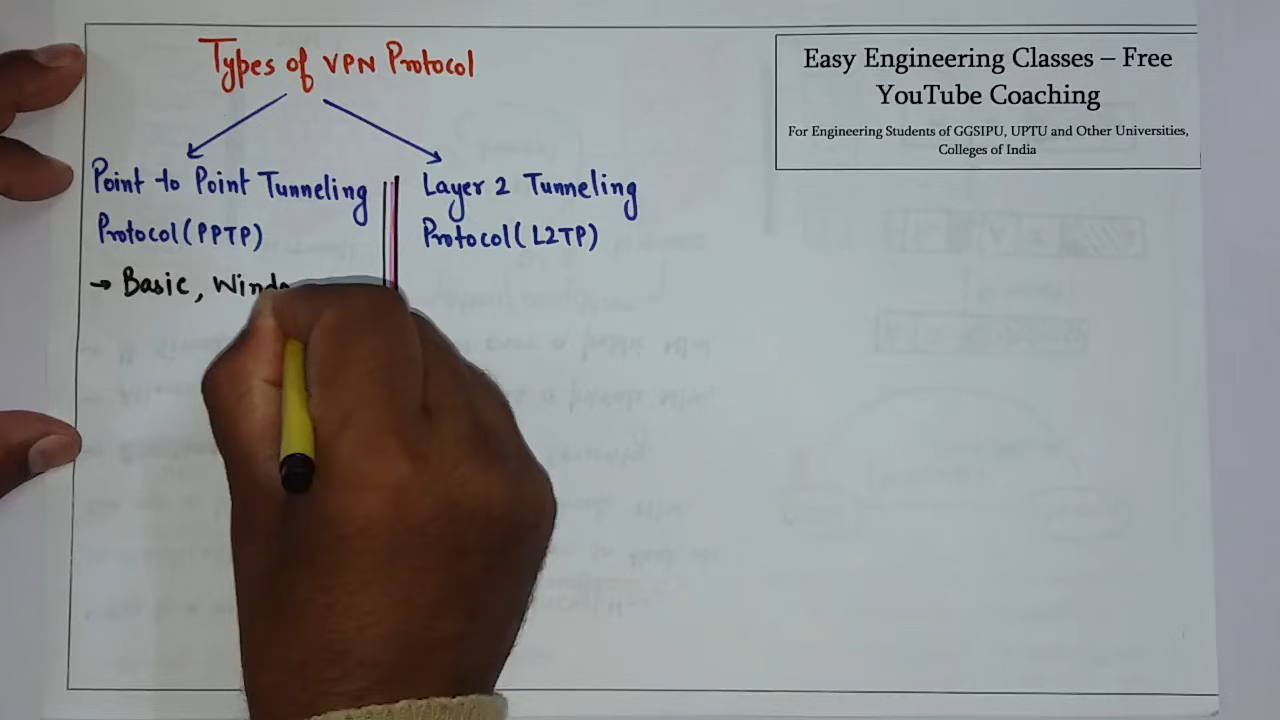 Types of VPN Protocol
Point to Point Tunneling
Protocol (PPTP)
→ Basic, Windo
Layer 2 Tunneling
Protocol (L2TP)
Easy Engineering Classes – Free
YouTube Coaching
For Engineering Students of GGSIPU, UPTU and Other Universities,
Colleges of India